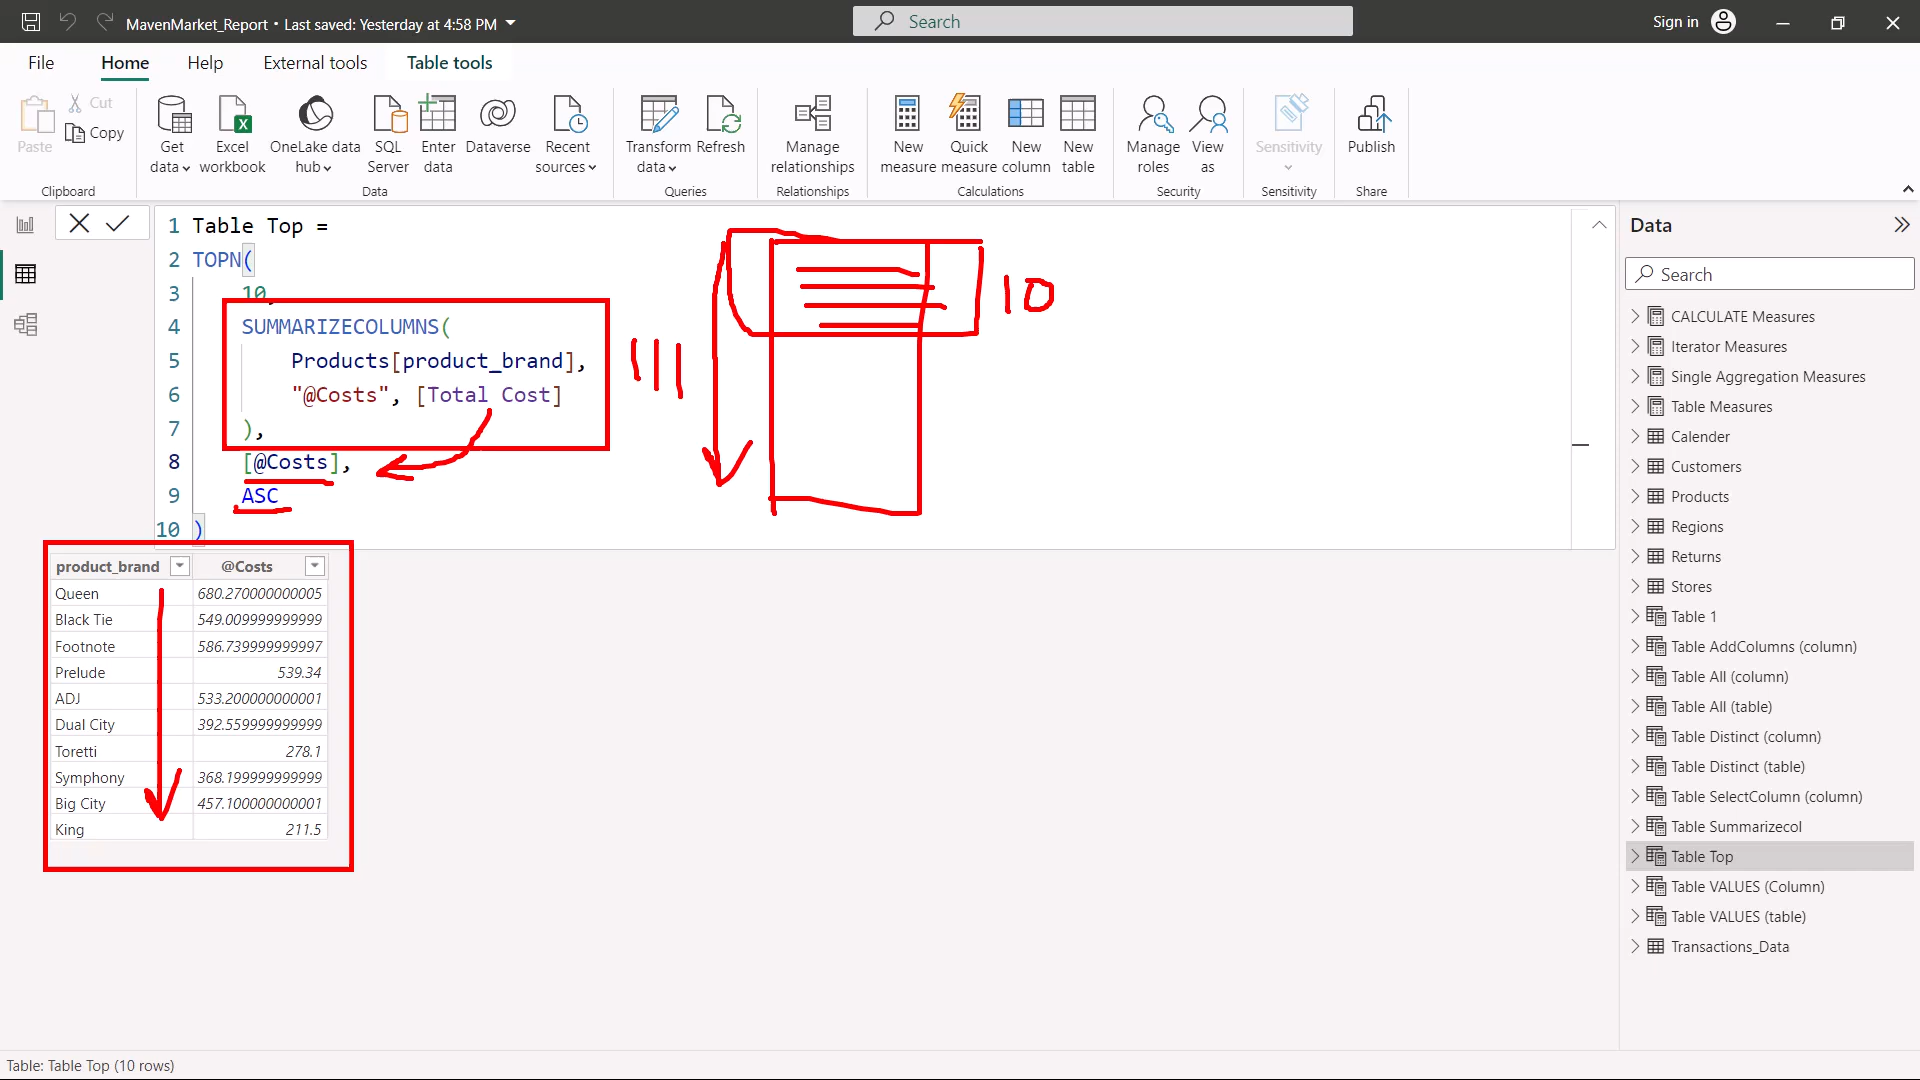 MavenMarket_Report • Last saved: Yesterday at 4:58 PM
Search
Sign in
File
Home
Help
External tools
Table tools
Paste
Cut
Copy
Clipboard
Get data
Excel workbook
OneLake data hub
SQL Server
Enter data
Dataverse
Recent sources
Data
Transform data
Refresh
Queries
Manage relationships
Relationships
New measure
Quick measure
New column
New table
Calculations
Manage roles
View as
Security
Sensitivity
Sensitivity
Publish
Share
1 Table Top =
2 TOPN(
3 10,
4 SUMMARIZECOLUMNS(
5 Products[product_brand],
6 "@Costs", [Total Cost]
7 ),
8 [@Costs],
9 ASC
10 )
111
10
product_brand @Costs
Queen 680.270000000005
Black Tie 549.009999999999
Footnote 586.739999999997
Prelude 539.34
ADJ 533.200000000001
Dual City 392.559999999999
Toretti 278.1
Symphony 368.199999999999
Big City 457.100000000001
King 211.5
Data
Search
CALCULATE Measures
Iterator Measures
Single Aggregation Measures
Table Measures
Calender
Customers
Products
Regions
Returns
Stores
Table 1
Table AddColumns (column)
Table All (column)
Table All (table)
Table Distinct (column)
Table Distinct (table)
Table SelectColumn (column)
Table Summarizecol
Table Top
Table VALUES (Column)
Table VALUES (table)
Transactions_Data
Table: Table Top (10 rows)